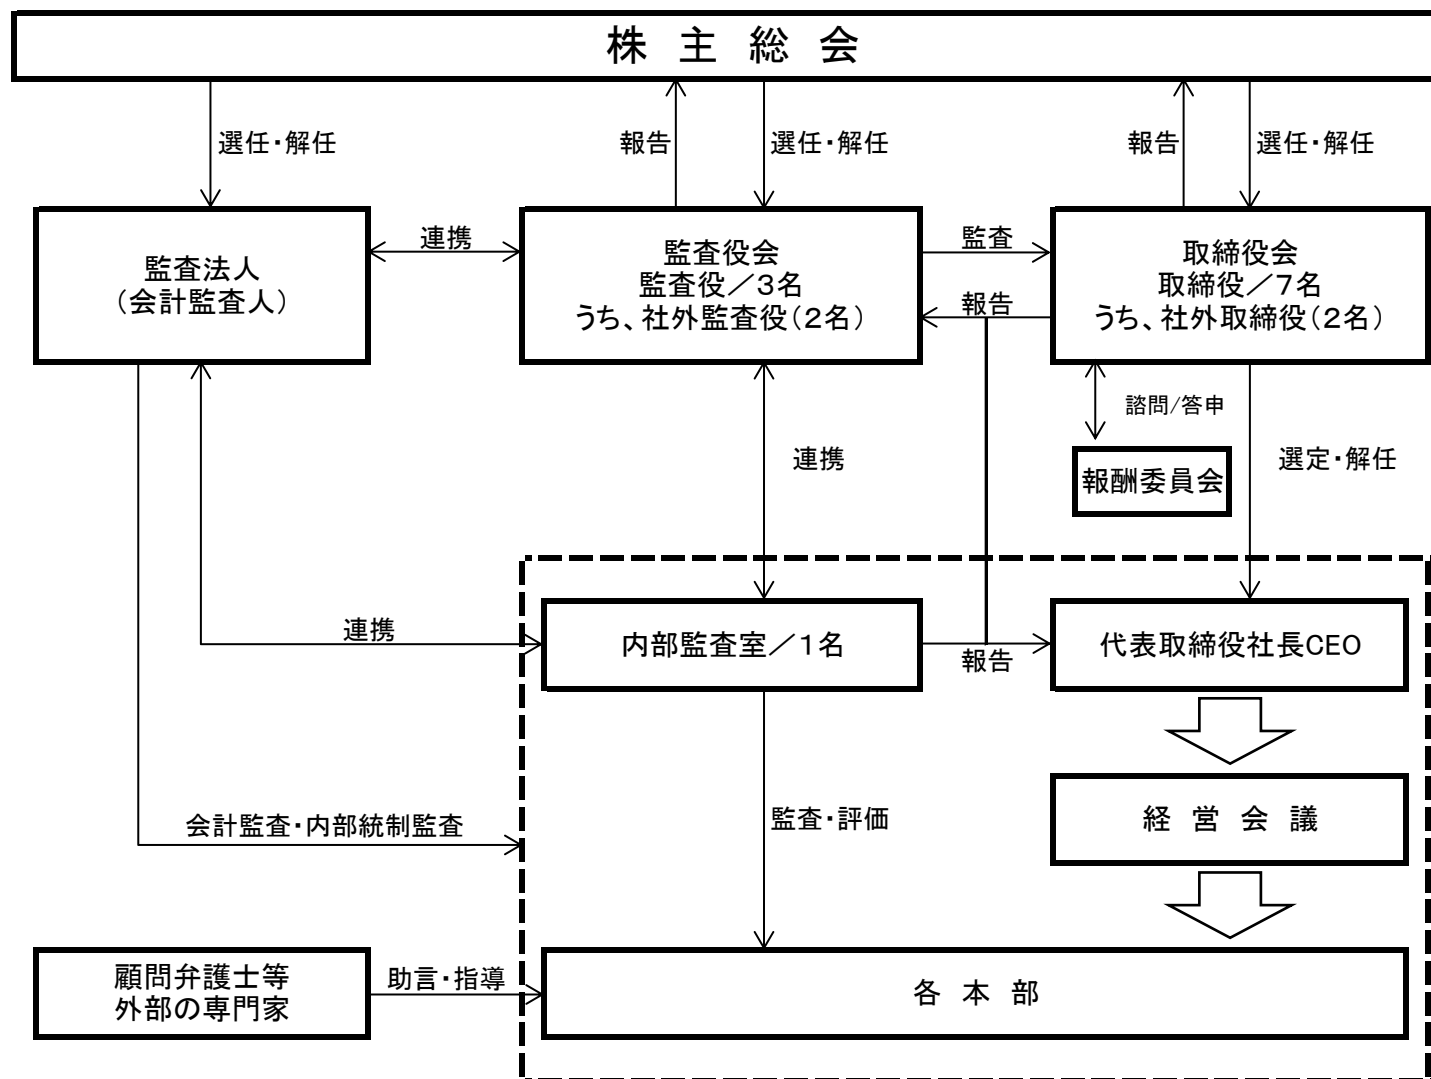 株 主 総 会
選任・解任
報告
選任・解任
報告
選任・解任
監査法人
（会計監査人）
連携
監査役会
監査役／3名
うち、社外監査役（2名）
監査
報告
取締役会
取締役／7名
うち、社外取締役（2名）
諮問/答申
報酬委員会
連携
選定・解任
連携
内部監査室／1名
報告
代表取締役社長CEO
会計監査・内部統制監査
監査・評価
経 営 会 議
顧問弁護士等
外部の専門家
助言・指導
各 本 部